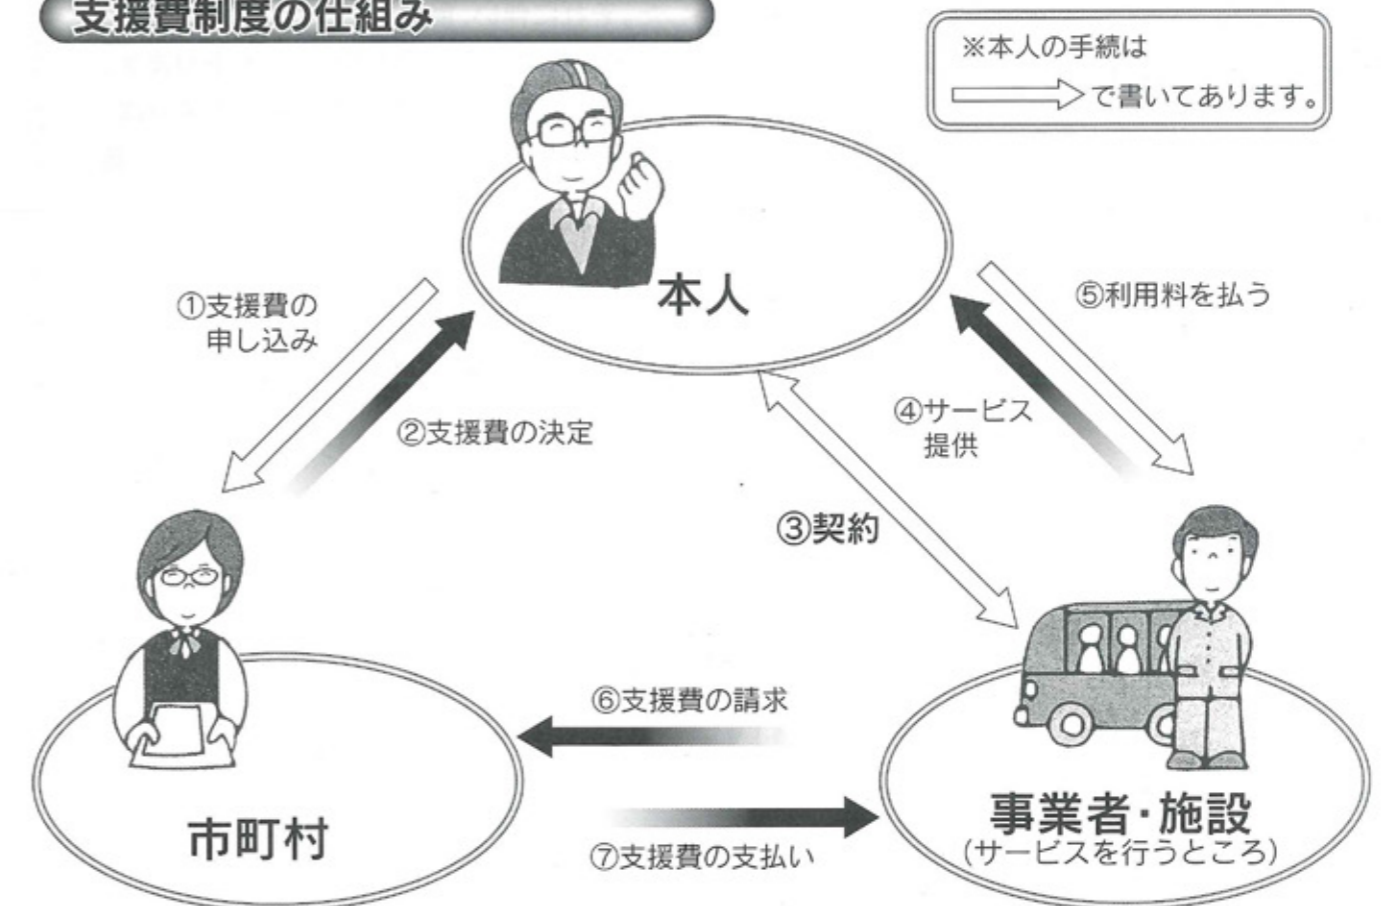 支援費制度の仕組み
※本人の手続は
で書いてあります。
本人
①支援費の
申し込み
②支援費の決定
⑤利用料を払う
④サービス
提供
③契約
⑥支援費の請求
市町村
⑦支援費の支払い
事業者・施設
(サービスを行うところ)